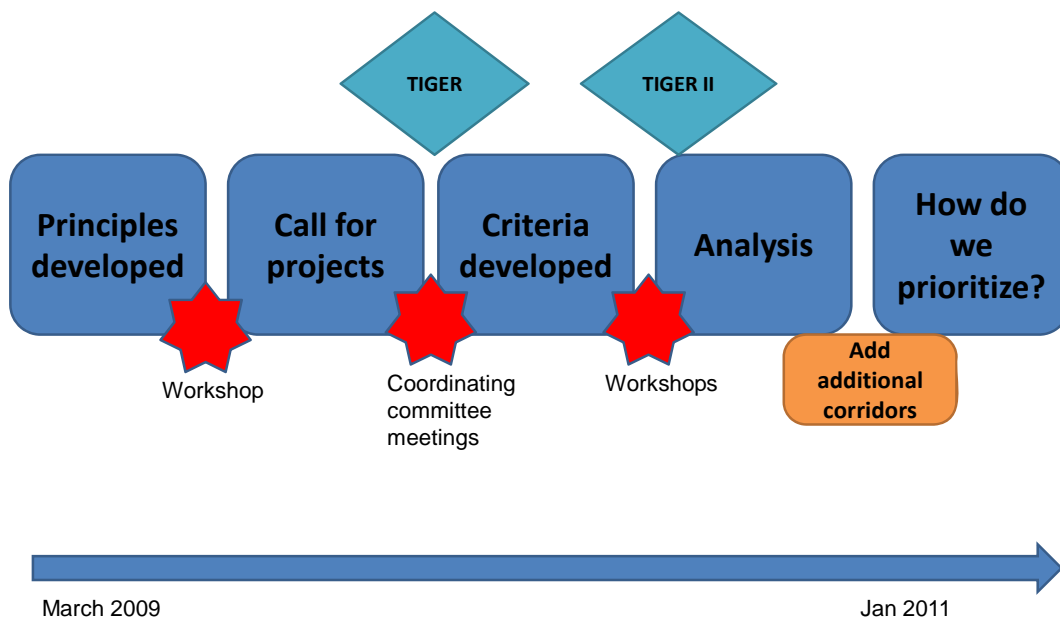 TIGER
TIGER II
Principles
developed
Call for
projects
Criteria
developed
Analysis
How do
we
prioritize?
Workshop
Coordinating
committee
meetings
Workshops
Add
additional
corridors
March 2009
Jan 2011